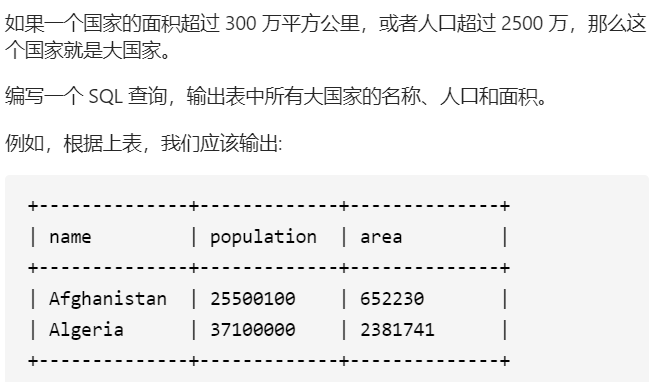 如果一个国家的面积超过 300 万平方公里，或者人口超过 2500 万，那么这
个国家就是大国家。
编写一个 SQL 查询，输出表中所有大国家的名称、人口和面积。
例如，根据上表，我们应该输出:
+--------------+-------------+--------------+
| name         | population  | area         |
+--------------+-------------+--------------+
| Afghanistan  | 25500100    | 652230       |
| Algeria      | 37100000    | 2381741      |
+--------------+-------------+--------------+